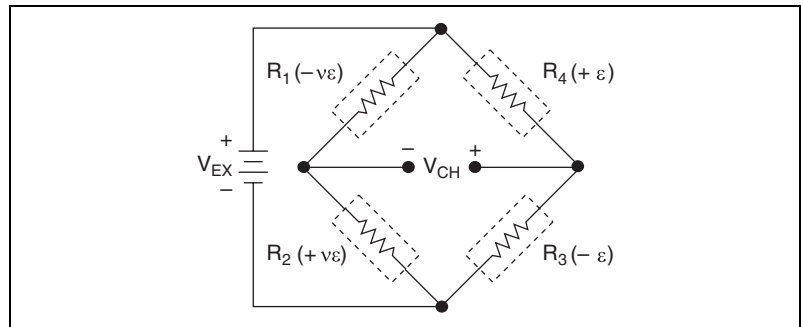 R1 (−νε)
R4 (+ ε)
+
VEX
−
− VCH +
R2 (+νε)
R3 (− ε)